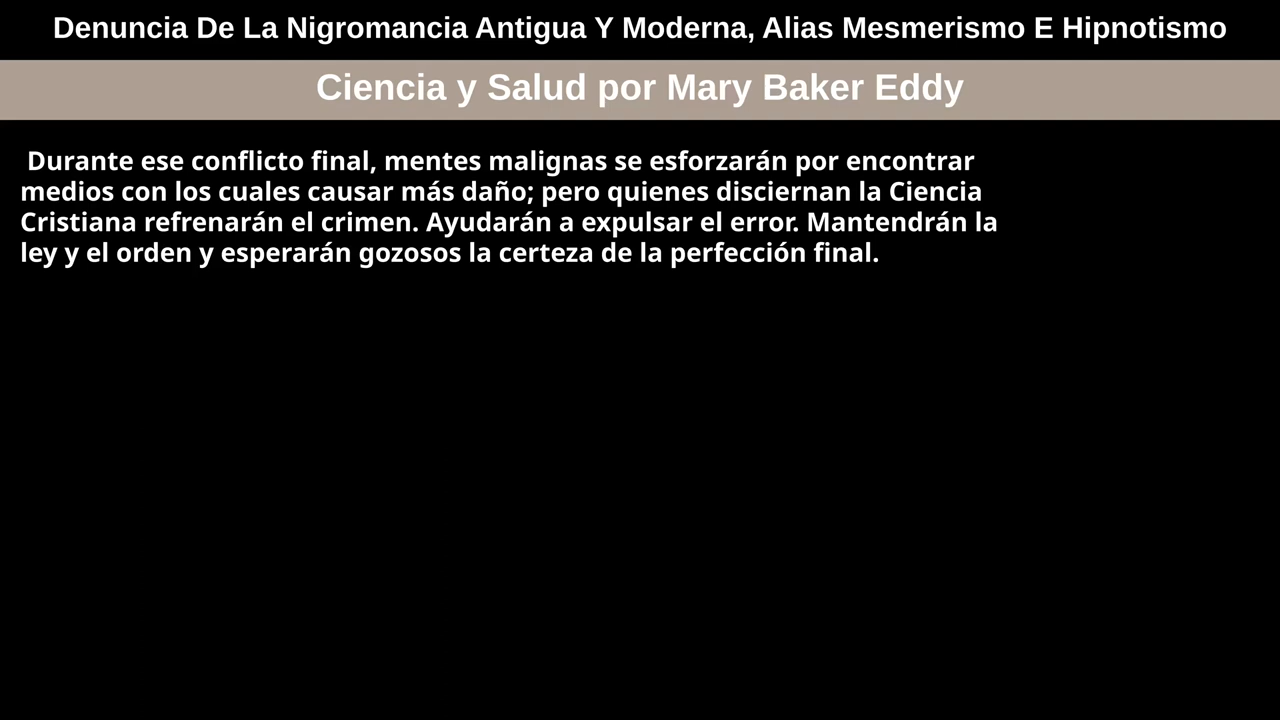 Denuncia De La Nigromancia Antigua Y Moderna, Alias Mesmerismo E Hipnotismo
Ciencia y Salud por Mary Baker Eddy
Durante ese conflicto final, mentes malignas se esforzarán por encontrar
medios con los cuales causar más daño; pero quienes disciernan la Ciencia
Cristiana refrenarán el crimen. Ayudarán a expulsar el error. Mantendrán la
ley y el orden y esperarán gozosos la certeza de la perfección final.